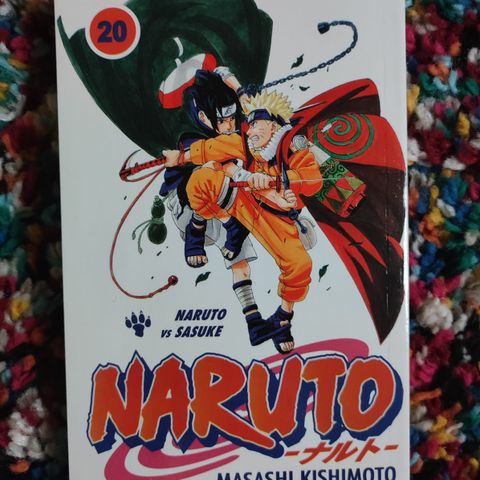 20
NARUTO
VS SASUKE
NARUTO
-ナルト-
MASASHI KISHIMOTO